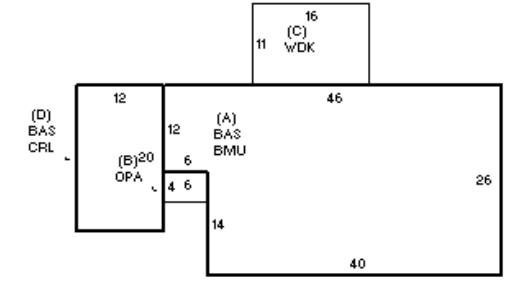 16
(C)
11 WDK
12
46
(D)
BAS
CRL
12
(A)
BAS
BMU
(B)20
OPA
6
4 6
26
14
40